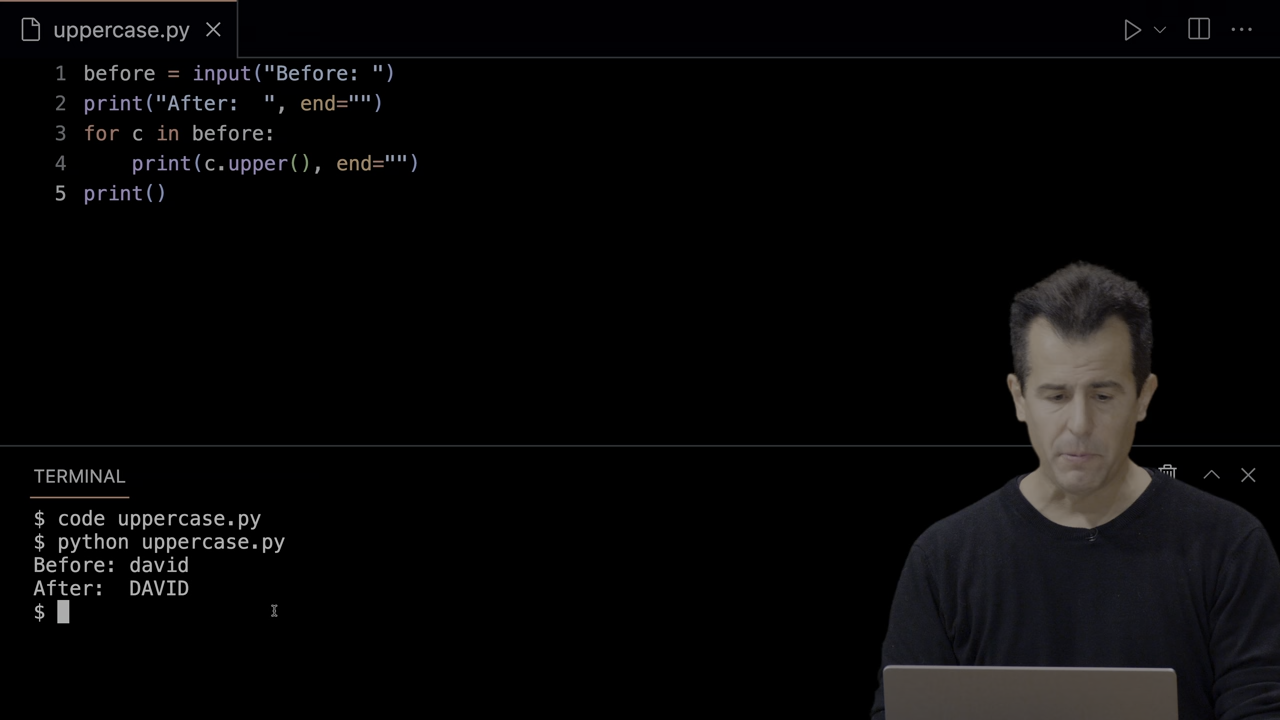 uppercase.py
1 before = input("Before: ")
2 print("After:  ", end="")
3 for c in before:
4     print(c.upper(), end="")
5 print()
TERMINAL
$ code uppercase.py
$ python uppercase.py
Before: david
After:  DAVID
$